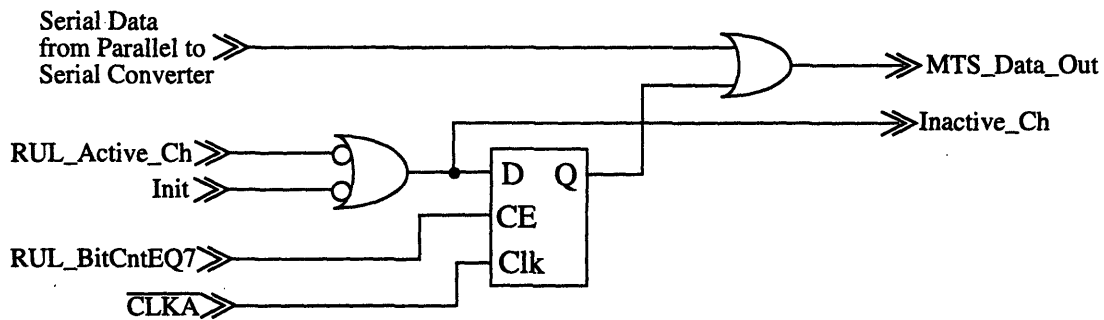 Serial Data
from Parallel to
Serial Converter
MTS_Data_Out
Inactive_Ch
RUL_Active_Ch
Init
D Q
CE
RUL_BitCntEQ7
Clk
CLKA